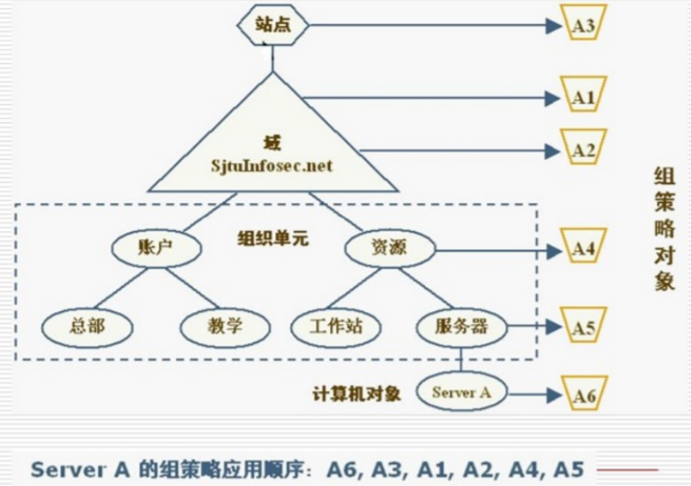 站点
A3
A1
域
SjtuInfosec.net
A2
组策略对象
账户
组织单元
资源
A4
总部
教学
工作站
服务器
A5
计算机对象
Server A
A6
Server A 的组策略应用顺序：A6, A3, A1, A2, A4, A5